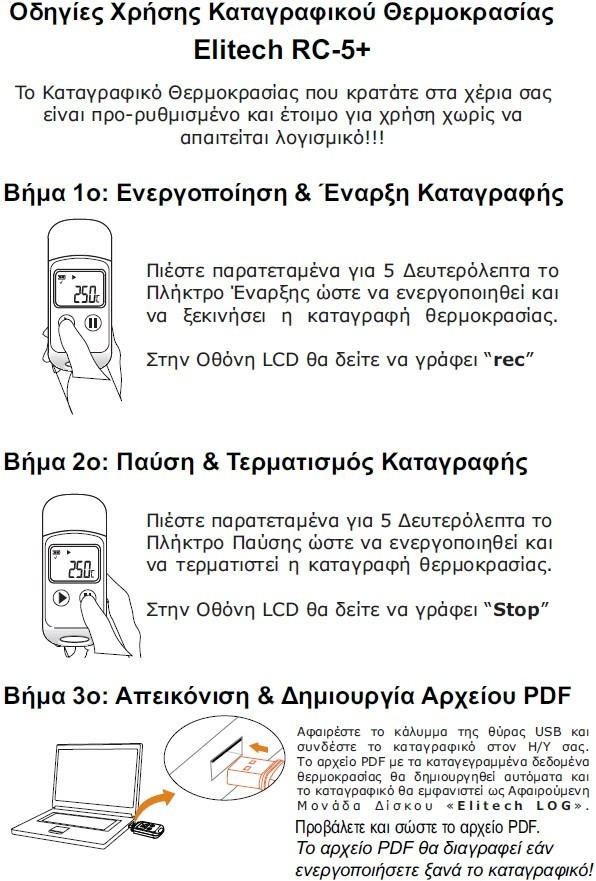 Οδηγίες Χρήσης Καταγραφικού Θερμοκρασίας
Elitech RC-5+
Το Καταγραφικό Θερμοκρασίας που κρατάτε στα χέρια σας
είναι προ-ρυθμισμένο και έτοιμο για χρήση χωρίς να
απαιτείται λογισμικό!!!
Βήμα 1ο: Ενεργοποίηση & Έναρξη Καταγραφής
250c
Πιέστε παρατεταμένα για 5 Δευτερόλεπτα το
Πλήκτρο Έναρξης ώστε να ενεργοποιηθεί και
να ξεκινήσει η καταγραφή θερμοκρασίας.
Στην Οθόνη LCD θα δείτε να γράφει “rec”
Βήμα 2ο: Παύση & Τερματισμός Καταγραφής
250c
Πιέστε παρατεταμένα για 5 Δευτερόλεπτα το
Πλήκτρο Παύσης ώστε να ενεργοποιηθεί και
να τερματιστεί η καταγραφή θερμοκρασίας.
Στην Οθόνη LCD θα δείτε να γράφει “Stop”
Βήμα 3ο: Απεικόνιση & Δημιουργία Αρχείου PDF
Αφαιρέστε το κάλυμμα της θύρας USB και
συνδέστε το καταγραφικό στον Η/Υ σας.
Το αρχείο PDF με τα καταγεγραμμένα δεδομένα
θερμοκρασίας θα δημιουργηθεί αυτόματα και
το καταγραφικό θα εμφανιστεί ως Αφαιρούμενη
Μονάδα Δίσκου «Elitech LOG».
Προβάλετε και σώστε το αρχείο PDF.
Το αρχείο PDF θα διαγραφεί εάν
ενεργοποιήσετε ξανά το καταγραφικό!